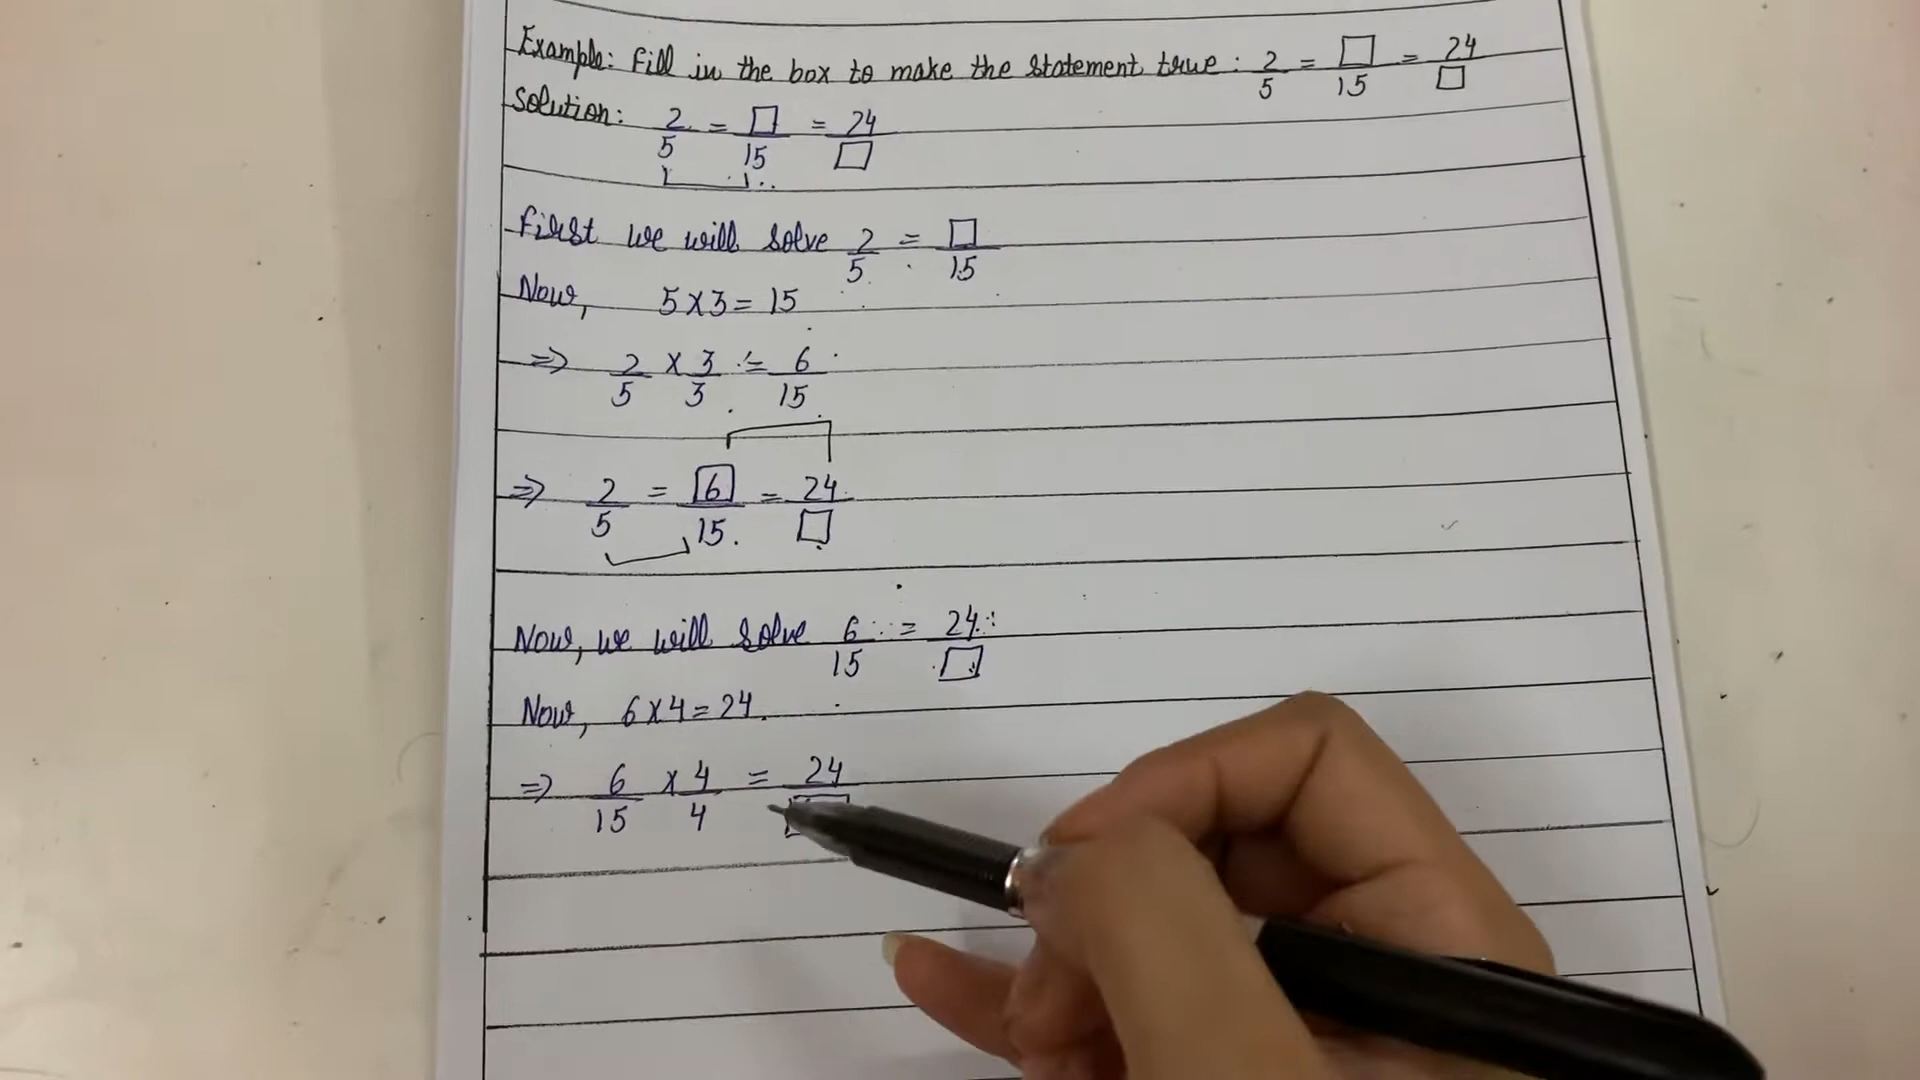 Example: Fill in the box to make the statement true: 2/5 = □/15 = 24/□
Solution: 2/5 = □/15 = 24/□
First we will solve 2/5 = □/15
Now, 5 x 3 = 15
⇒ 2/5 x 3/3 = 6/15
⇒ 2/5 = 6/15 = 24/□
Now, we will solve 6/15 = 24/□
Now, 6 x 4 = 24
⇒ 6/15 x 4/4 = 24